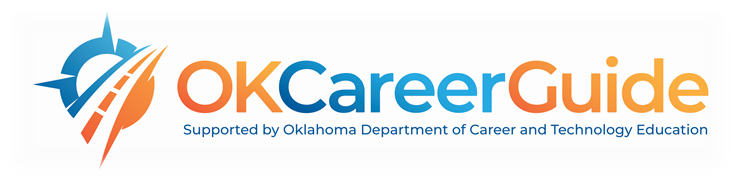 OKCareerGuide
Supported by Oklahoma Department of Career and Technology Education